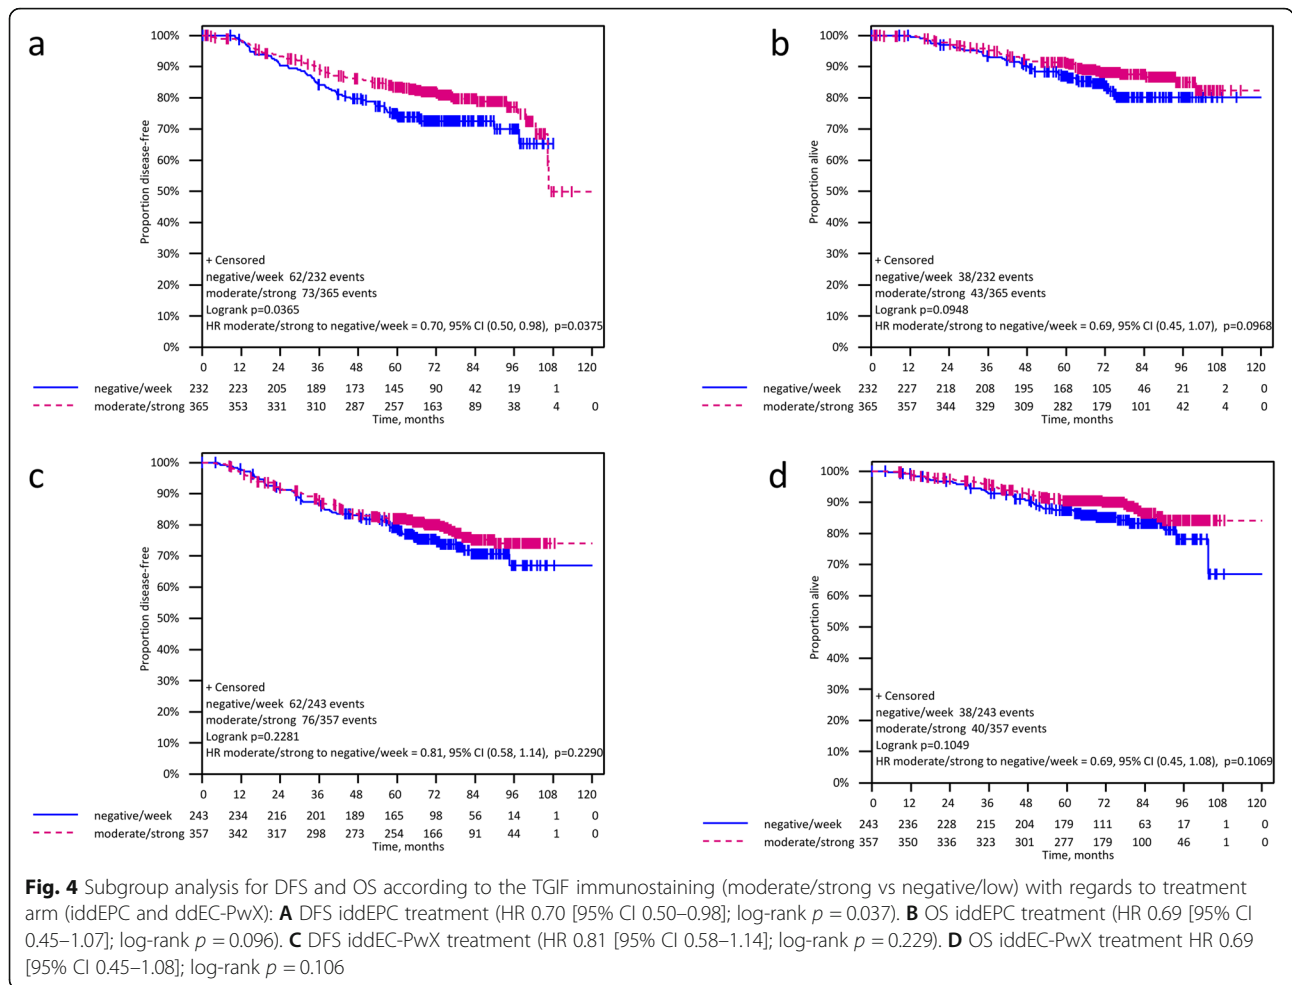 a
100%
90%
80%
70%
60%
50%
40%
30%
20%
10%
0%
Proportion disease-free
+ Censored
negative/week 62/232 events
moderate/strong 73/365 events
Logrank p=0.0365
HR moderate/strong to negative/week = 0.70, 95% CI (0.50, 0.98), p=0.0375
0 12 24 36 48 60 72 84 96 108 120
negative/week 232 223 205 189 173 145 90 42 19 1
moderate/strong 365 353 331 310 287 257 163 89 38 4 0
Time, months
b
100%
90%
80%
70%
60%
50%
40%
30%
20%
10%
0%
Proportion alive
+ Censored
negative/week 38/232 events
moderate/strong 43/365 events
Logrank p=0.0948
HR moderate/strong to negative/week = 0.69, 95% CI (0.45, 1.07), p=0.0968
0 12 24 36 48 60 72 84 96 108 120
negative/week 232 227 218 208 195 168 105 46 21 2 0
moderate/strong 365 357 344 329 309 282 179 101 42 4 0
Time, months
c
100%
90%
80%
70%
60%
50%
40%
30%
20%
10%
0%
Proportion disease-free
+ Censored
negative/week 62/243 events
moderate/strong 76/357 events
Logrank p=0.2281
HR moderate/strong to negative/week = 0.81, 95% CI (0.58, 1.14), p=0.2290
0 12 24 36 48 60 72 84 96 108 120
negative/week 243 234 216 201 189 165 98 56 14 1 0
moderate/strong 357 342 317 298 273 254 166 91 44 1 0
Time, months
d
100%
90%
80%
70%
60%
50%
40%
30%
20%
10%
0%
Proportion alive
+ Censored
negative/week 38/243 events
moderate/strong 40/357 events
Logrank p=0.1049
HR moderate/strong to negative/week = 0.69, 95% CI (0.45, 1.08), p=0.1069
0 12 24 36 48 60 72 84 96 108 120
negative/week 243 236 228 215 204 179 111 63 17 1 0
moderate/strong 357 350 336 323 301 277 179 100 46 1 0
Time, months
Fig. 4 Subgroup analysis for DFS and OS according to the TGIF immunostaining (moderate/strong vs negative/low) with regards to treatment
arm (iddEPC and ddEC-PwX): A DFS iddEPC treatment (HR 0.70 [95% CI 0.50–0.98]; log-rank p = 0.037). B OS iddEPC treatment (HR 0.69 [95% CI
0.45–1.07]; log-rank p = 0.096). C DFS iddEC-PwX treatment (HR 0.81 [95% CI 0.58–1.14]; log-rank p = 0.229). D OS iddEC-PwX treatment HR 0.69
[95% CI 0.45–1.08]; log-rank p = 0.106